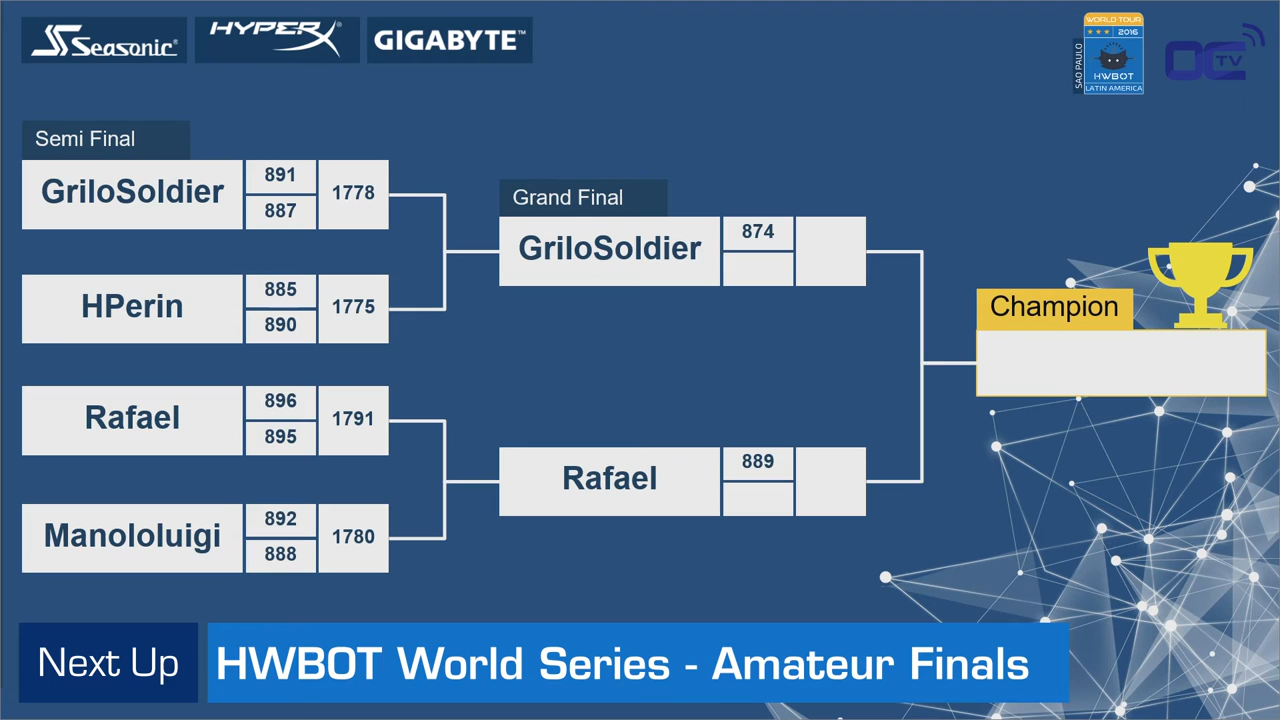 Seasonic®
HYPERX®
GIGABYTE™
WORLD TOUR
2016
SAO PAULO
HWBOT
LATIN AMERICA
OC TV
Semi Final
GriloSoldier
891
887
1778
HPerin
885
890
1775
Rafael
896
895
1791
Manololuigi
892
888
1780
Grand Final
GriloSoldier
874
Rafael
889
Champion
Next Up
HWBOT World Series - Amateur Finals